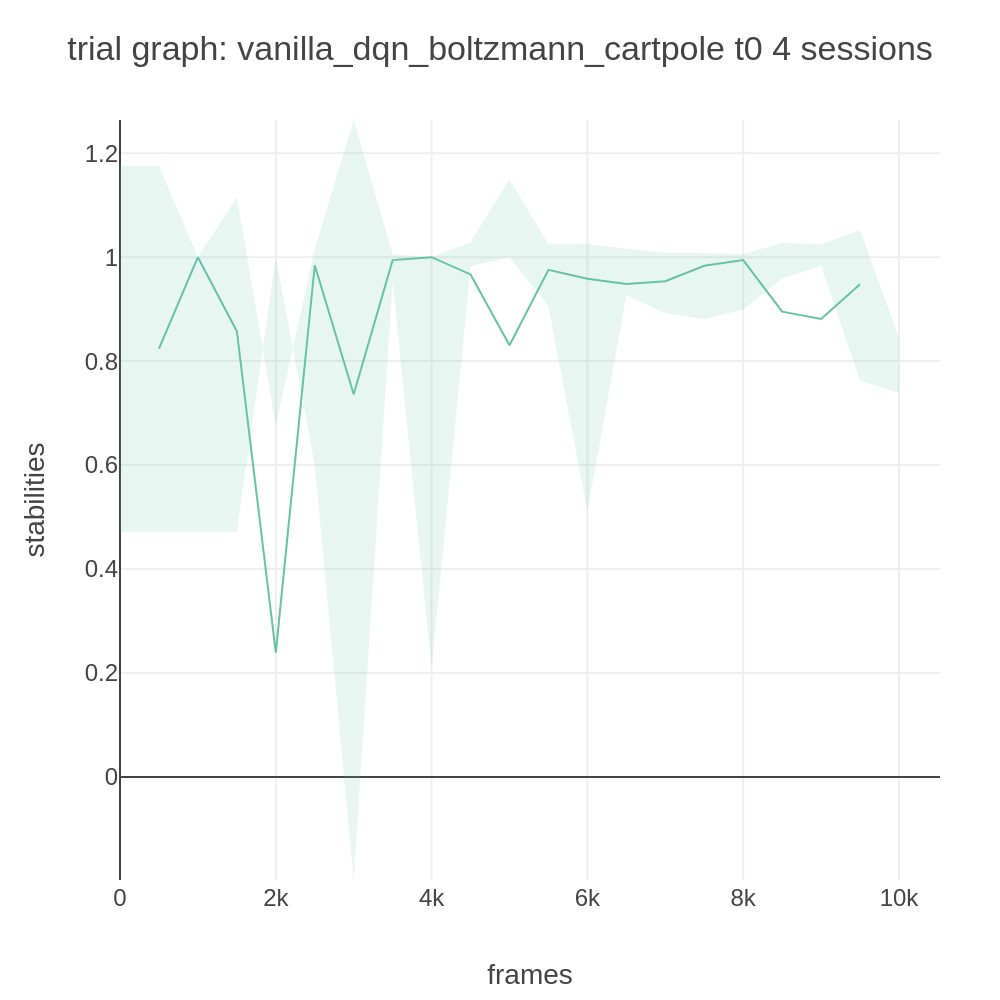 trial graph: vanilla_dqn_boltzmann_cartpole t0 4 sessions
1.2
1
0.8
0.6
0.4
0.2
0
stabilities
0 2k 4k 6k 8k 10k
frames